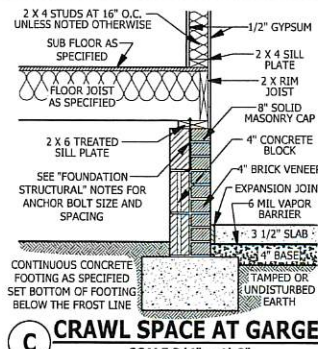 2 X 4 STUDS AT 16" O.C.
UNLESS NOTED OTHERWISE
SUB FLOOR AS
SPECIFIED
FLOOR JOIST
AS SPECIFIED
2 X 6 TREATED
SILL PLATE
SEE "FOUNDATION
STRUCTURAL" NOTES FOR
ANCHOR BOLT SIZE AND
SPACING
CONTINUOUS CONCRETE
FOOTING AS SPECIFIED
SET BOTTOM OF FOOTING
BELOW THE FROST LINE
1/2" GYPSUM
2 X 4 SILL
PLATE
2 X RIM
JOIST
8" SOLID
MASONRY CAP
4" CONCRETE
BLOCK
4" BRICK VENEER
EXPANSION JOIN
6 MIL VAPOR
BARRIER
3 1/2" SLAB
4" BASE
TAMPED OR
UNDISTURBED
EARTH
C CRAWL SPACE AT GARGE